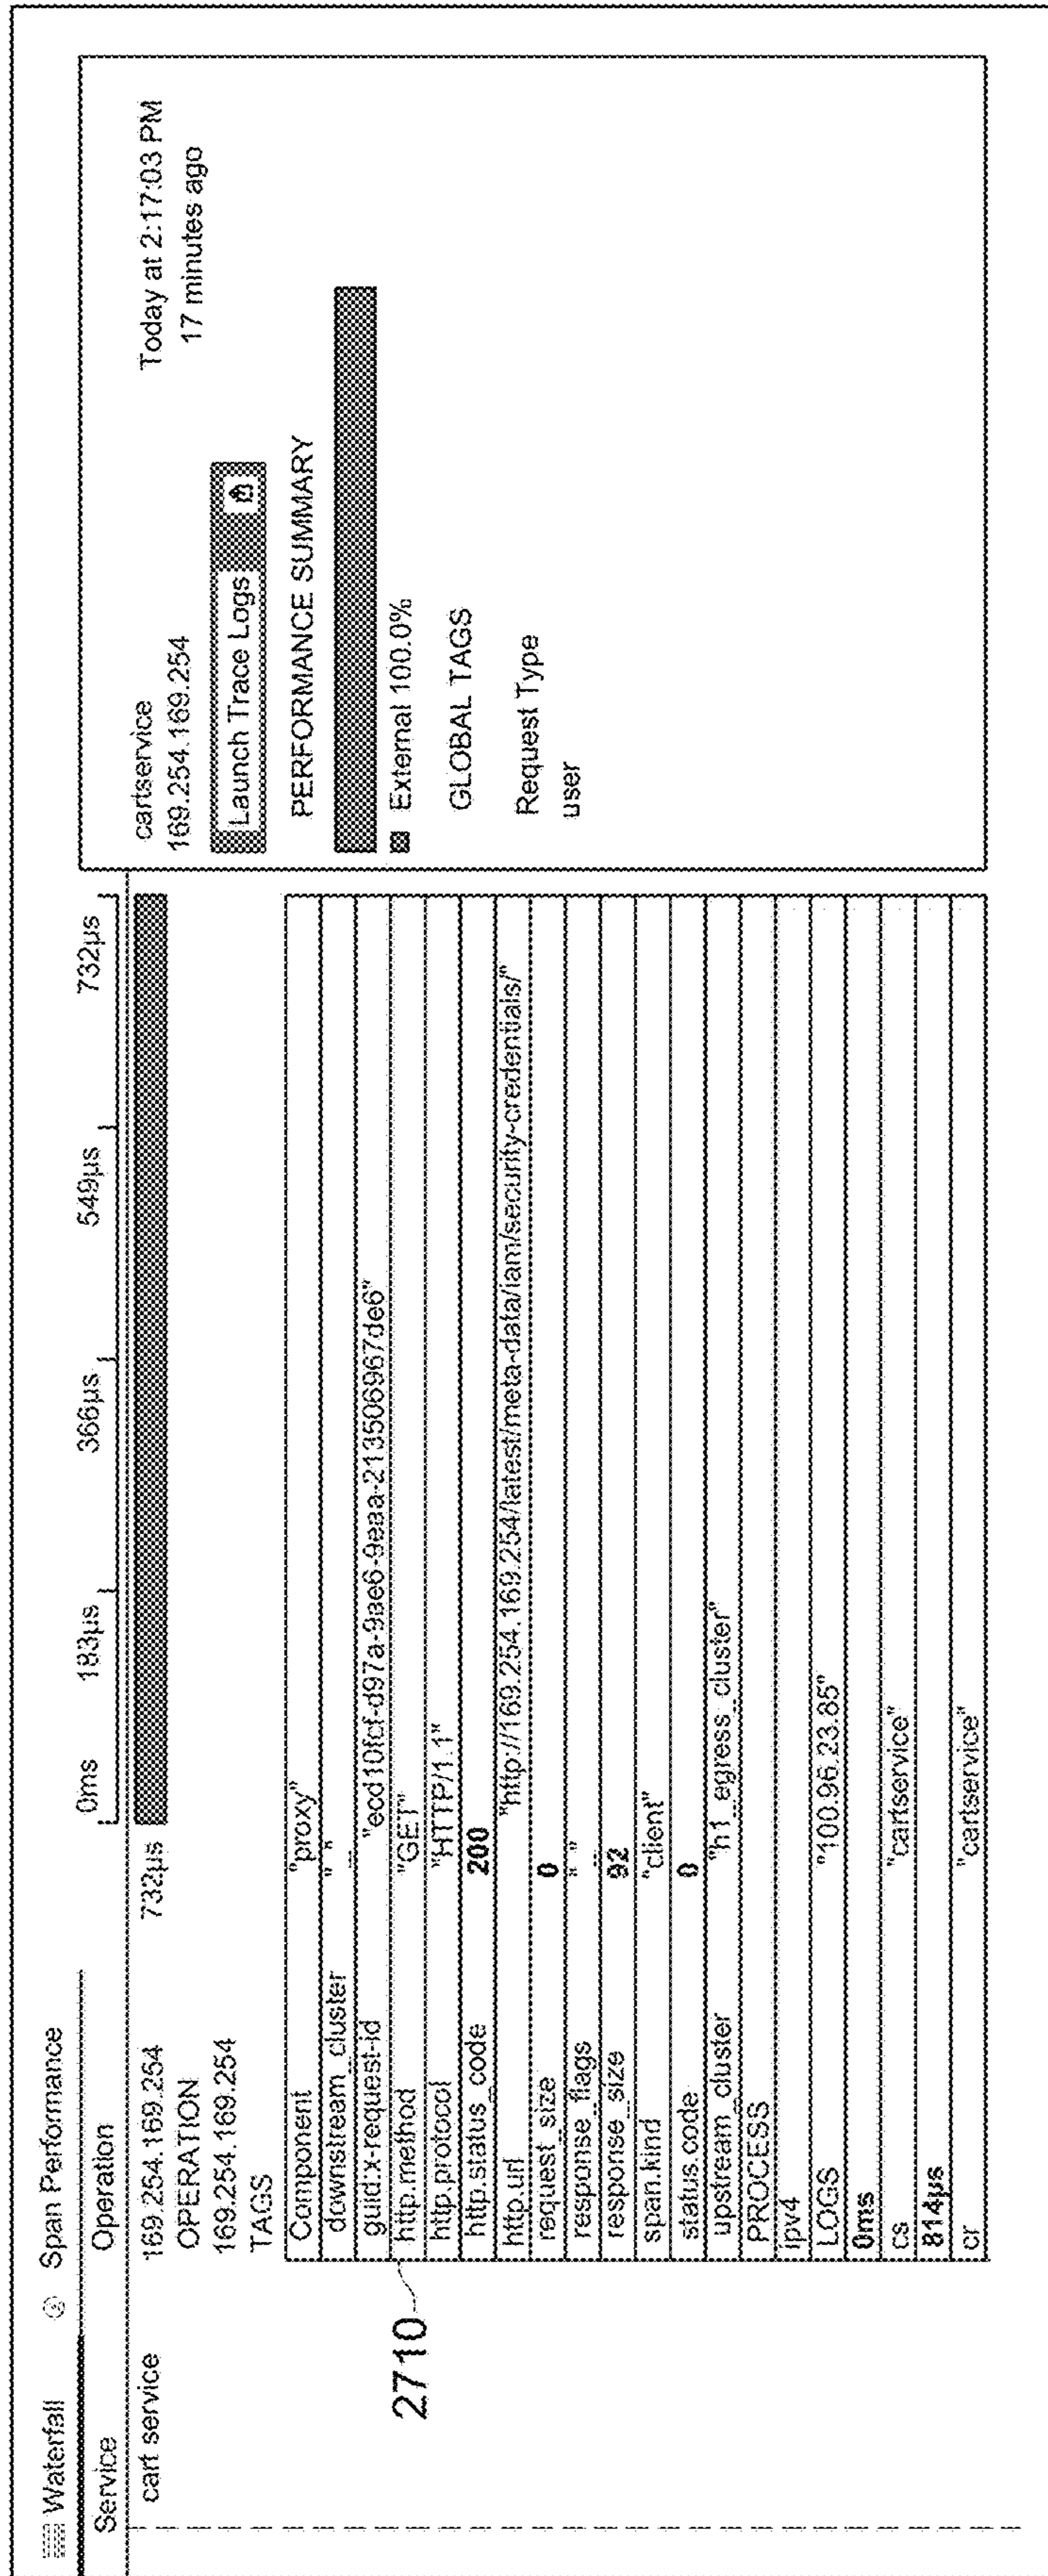 Waterfall Span Performance
Service Operation 0ms 183µs 366µs 549µs 732µs
cart service 169.254.169.254 732µs
OPERATION
169.254.169.254
TAGS
Component "proxy"
downstream_cluster "-"
guid:x-request-id "ecd10fcf-d97a-9ae6-9eaa-213506967de6"
http.method "GET"
http.protocol "HTTP/1.1"
http.status_code 200
http.url "http://169.254.169.254/latest/meta-data/iam/security-credentials/"
request_size 0
response_flags "-"
response_size 92
span.kind "client"
status.code 0
upstream_cluster "h1_egress_cluster"
PROCESS
ipv4
LOGS "100.96.23.85"
0ms
cs "cartservice"
814µs
cr "cartservice"
2710
cartservice Today at 2:17:03 PM
169.254.169.254 17 minutes ago
Launch Trace Logs
PERFORMANCE SUMMARY
External 100.0%
GLOBAL TAGS
Request Type
user